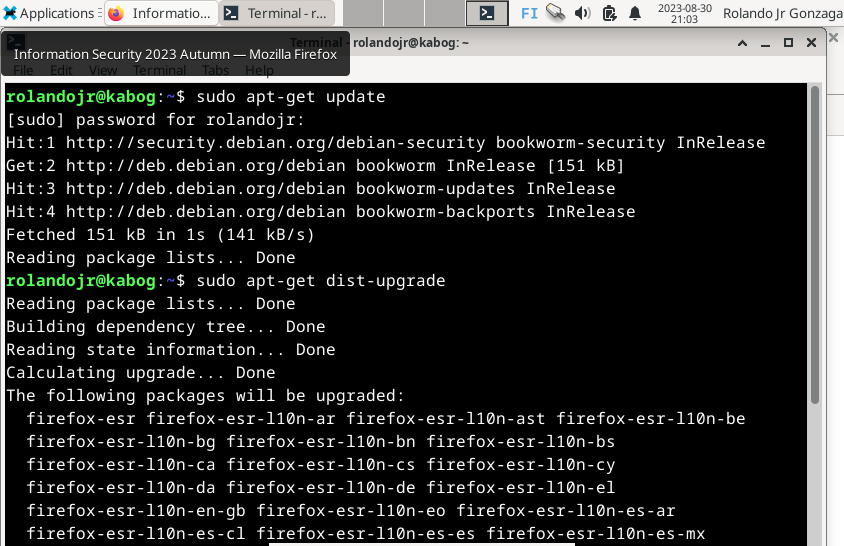 Applications Informatio... Terminal - r... FI 2023-08-30 21:03 Rolando Jr Gonzaga
Terminal - rolandojr@kabog: ~
Information Security 2023 Autumn — Mozilla Firefox
File Edit View Terminal Tabs Help
rolandojr@kabog:~$ sudo apt-get update
[sudo] password for rolandojr:
Hit:1 http://security.debian.org/debian-security bookworm-security InRelease
Get:2 http://deb.debian.org/debian bookworm InRelease [151 kB]
Hit:3 http://deb.debian.org/debian bookworm-updates InRelease
Hit:4 http://deb.debian.org/debian bookworm-backports InRelease
Fetched 151 kB in 1s (141 kB/s)
Reading package lists... Done
rolandojr@kabog:~$ sudo apt-get dist-upgrade
Reading package lists... Done
Building dependency tree... Done
Reading state information... Done
Calculating upgrade... Done
The following packages will be upgraded:
firefox-esr firefox-esr-l10n-ar firefox-esr-l10n-ast firefox-esr-l10n-be
firefox-esr-l10n-bg firefox-esr-l10n-bn firefox-esr-l10n-bs
firefox-esr-l10n-ca firefox-esr-l10n-cs firefox-esr-l10n-cy
firefox-esr-l10n-da firefox-esr-l10n-de firefox-esr-l10n-el
firefox-esr-l10n-en-gb firefox-esr-l10n-eo firefox-esr-l10n-es-ar
firefox-esr-l10n-es-cl firefox-esr-l10n-es-es firefox-esr-l10n-es-mx